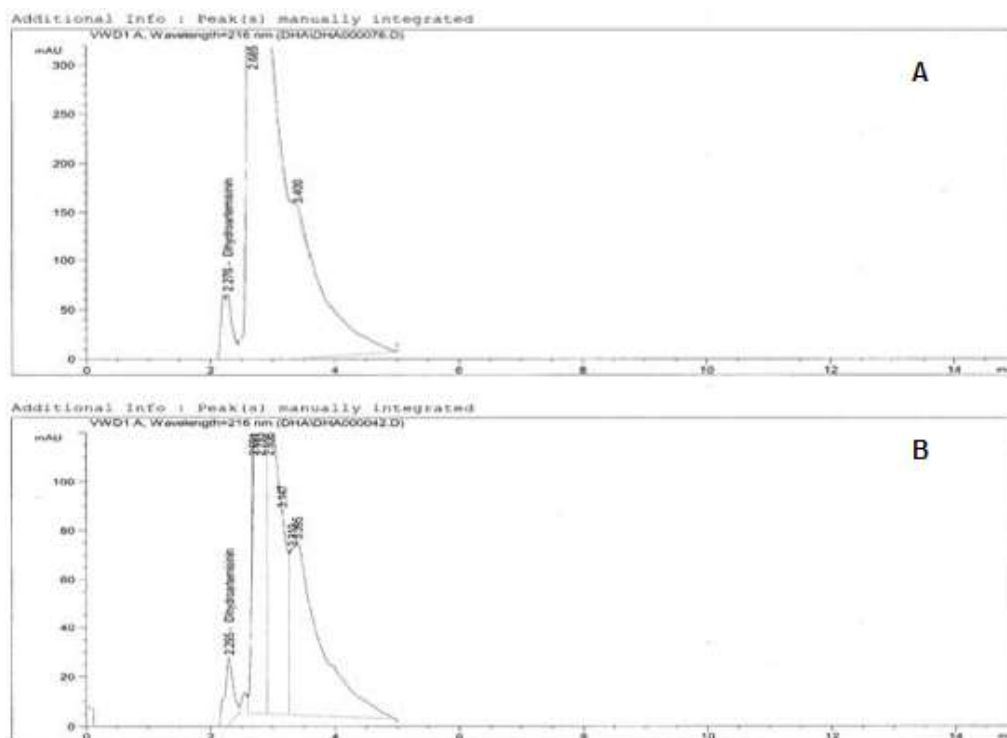 Additional Info : Peak(s) manually integrated
VWD1 A, Wavelength=216 nm (DHA\DHA000076.D)
mAU
A
300
250
200
150
100
50
0
2.276 - Dihydroartemisinin
2.665
3.400
0 2 4 6 8 10 12 14
Additional Info : Peak(s) manually integrated
VWD1 A, Wavelength=216 nm (DHA\DHA000042.D)
mAU
B
100
80
60
40
20
0
2.295 - Dihydroartemisinin
3.147
0 2 4 6 8 10 12 14